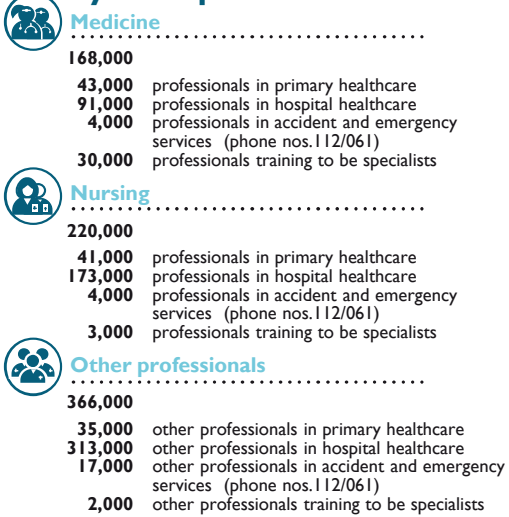 Medicine
168,000
43,000 professionals in primary healthcare
91,000 professionals in hospital healthcare
4,000 professionals in accident and emergency
services (phone nos.112/061)
30,000 professionals training to be specialists
Nursing
220,000
41,000 professionals in primary healthcare
173,000 professionals in hospital healthcare
4,000 professionals in accident and emergency
services (phone nos.112/061)
3,000 professionals training to be specialists
Other professionals
366,000
35,000 other professionals in primary healthcare
313,000 other professionals in hospital healthcare
17,000 other professionals in accident and emergency
services (phone nos.112/061)
2,000 other professionals training to be specialists